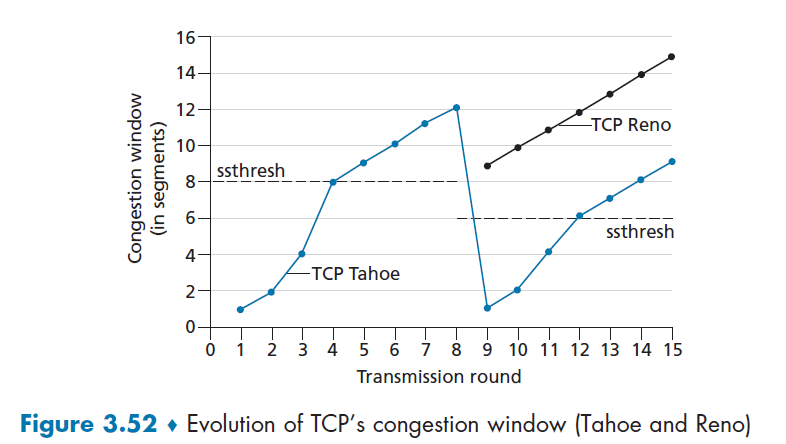 Congestion window
(in segments)
16
14
12
10
8
6
4
2
0
ssthresh
TCP Reno
ssthresh
TCP Tahoe
0 1 2 3 4 5 6 7 8 9 10 11 12 13 14 15
Transmission round
Figure 3.52 ♦ Evolution of TCP’s congestion window (Tahoe and Reno)